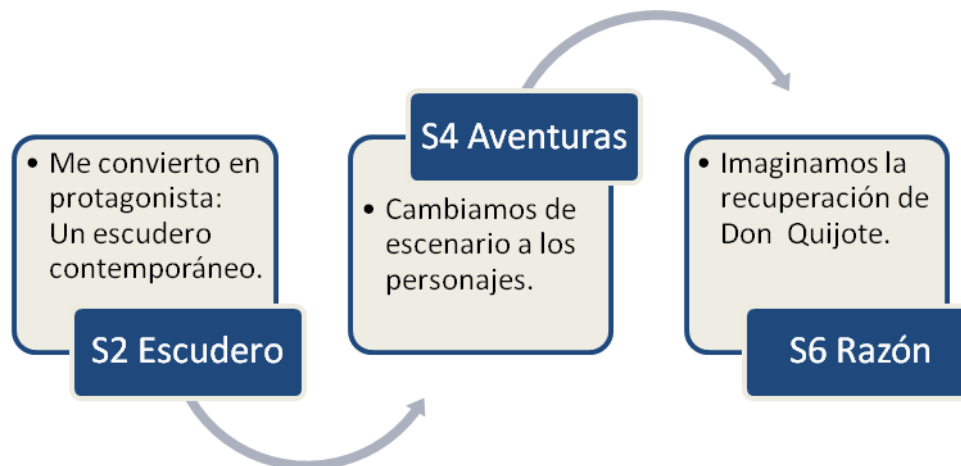 • Me convierto en
protagonista:
Un escudero
contemporáneo.
S2 Escudero
S4 Aventuras
• Cambiamos de
escenario a los
personajes.
• Imaginamos la
recuperación de
Don Quijote.
S6 Razón